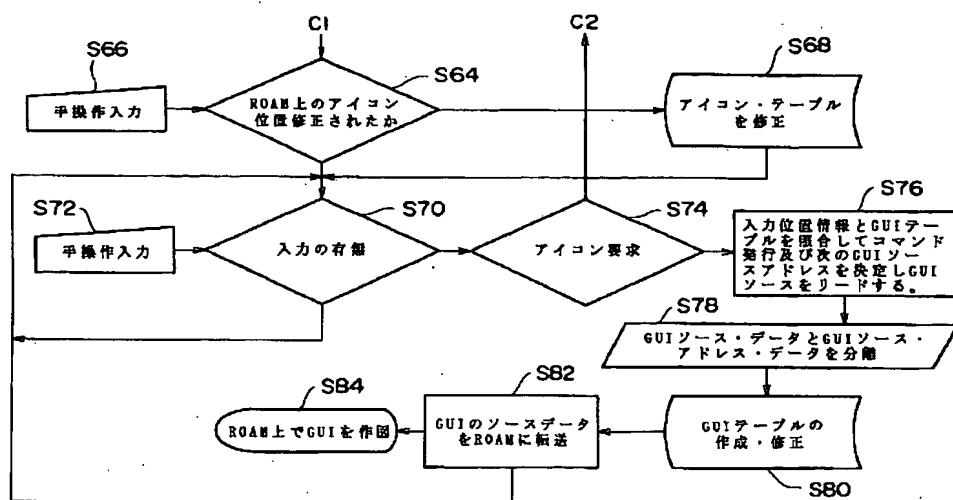 C1
C2
S66
S64
S68
平操作入力
ROAM上のアイコン
位置修正されたか
アイコン・テーブル
を修正
S72
S70
S74
S76
平操作入力
入力の有無
アイコン要求
入力位置情報とGUIテー
ブルを照合してコマンド
発行及び次のGUIソー
スアドレスを決定しGUI
ソースをリードする。
S78
GUIソース・データとGUIソース・
アドレス・データを分離
S84
S82
ROAM上でGUIを作図
GUIのソースデータ
をROAMに転送
GUIテーブルの
作成・修正
S80